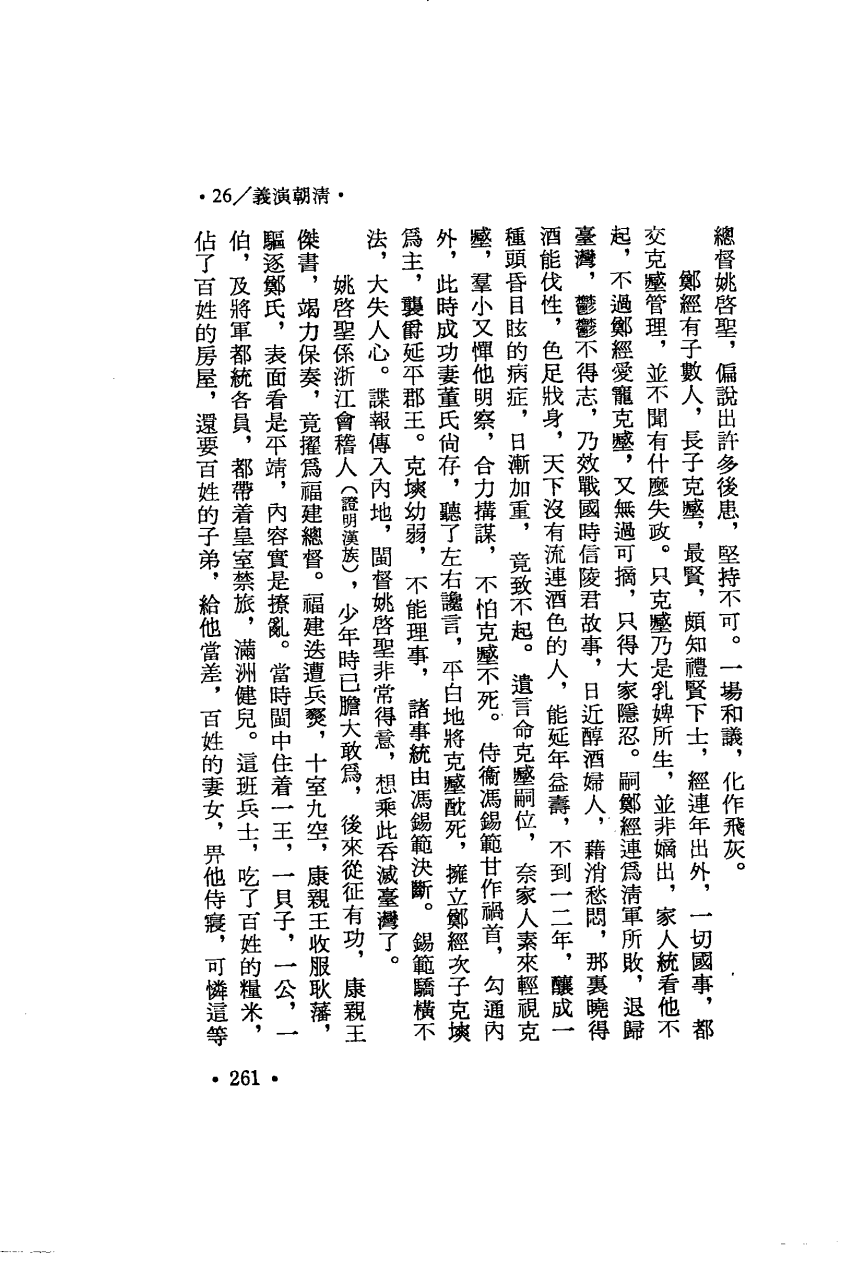 ·26／義演朝清·
總督姚啓聖，偏說出許多後患，堅持不可。一場和議，化作飛灰。
鄭經有子數人，長子克𡒉，最賢，頗知禮賢下士，經連年出外，一切國事，都
交克𡒉管理，並不聞有什麼失政。只克𡒉乃是乳婢所生，並非嫡出，家人統看他不
起，不過鄭經愛寵克𡒉，又無過可摘，只得大家隱忍。嗣鄭經連爲淸軍所敗，退歸
臺灣，鬱鬱不得志，乃效戰國時信陵君故事，日近醇酒婦人，藉消愁悶，那裏曉得
酒能伐性，色足戕身，天下沒有流連酒色的人，能延年益壽，不到一二年，釀成一
種頭昏目眩的病症，日漸加重，竟致不起。遺言命克𡒉嗣位，奈家人素來輕視克
𡒉，羣小又憚他明察，合力搆謀，不怕克𡒉不死。侍衞馮錫範甘作禍首，勾通內
外，此時成功妻董氏尙存，聽了左右讒言，平白地將克𡒉酖死，擁立鄭經次子克塽
爲主，襲爵延平郡王。克塽幼弱，不能理事，諸事統由馮錫範決斷。錫範驕橫不
法，大失人心。諜報傳入內地，閩督姚啓聖非常得意，想乘此吞滅臺灣了。
姚啓聖係浙江會稽人（證明漢族），少年時已膽大敢爲，後來從征有功，康親王
傑書，竭力保奏，竟擢爲福建總督。福建迭遭兵燹，十室九空，康親王收服耿藩，
驅逐鄭氏，表面看是平靖，內容實是撩亂。當時閩中住着一王，一貝子，一公，一
伯，及將軍都統各員，都帶着皇室禁旅，滿洲健兒。這班兵士，吃了百姓的糧米，
佔了百姓的房屋，還要百姓的子弟，給他當差，百姓的妻女，畀他侍寢，可憐這等
·261·